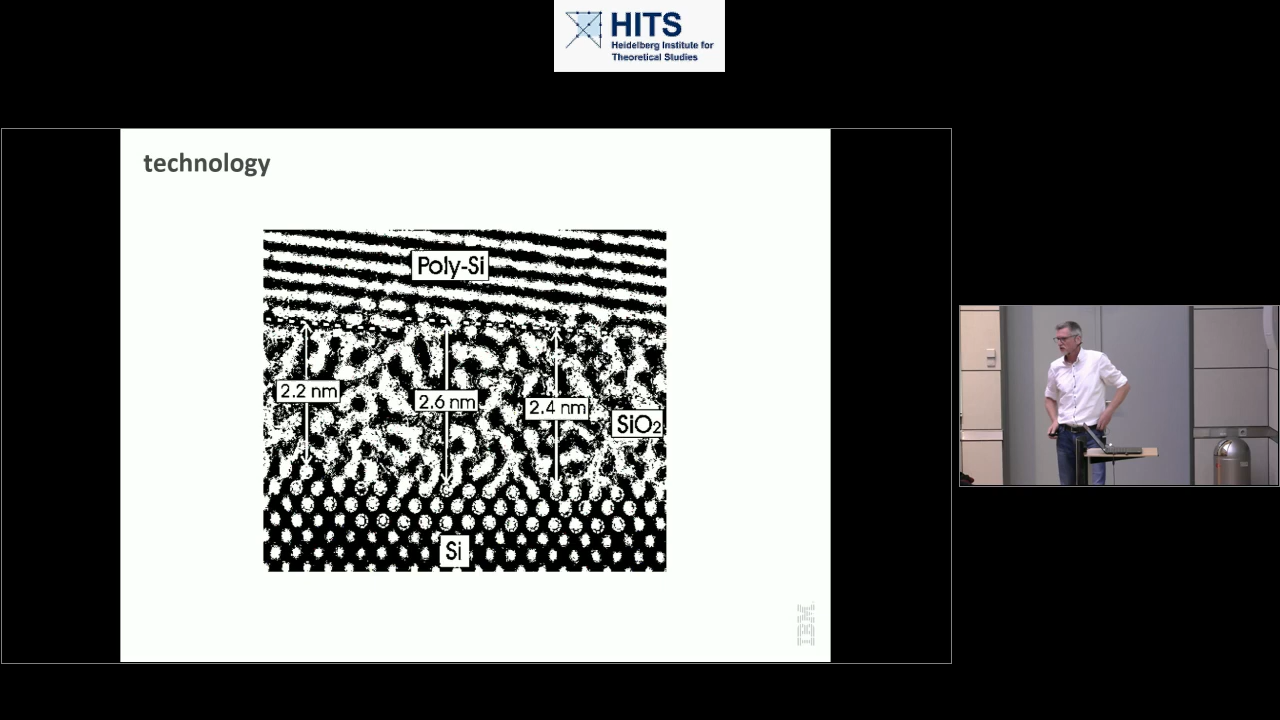 HITS
Heidelberg Institute for
Theoretical Studies
technology
Poly-Si
2.2 nm
2.6 nm
2.4 nm
SiO₂
Si
IBM